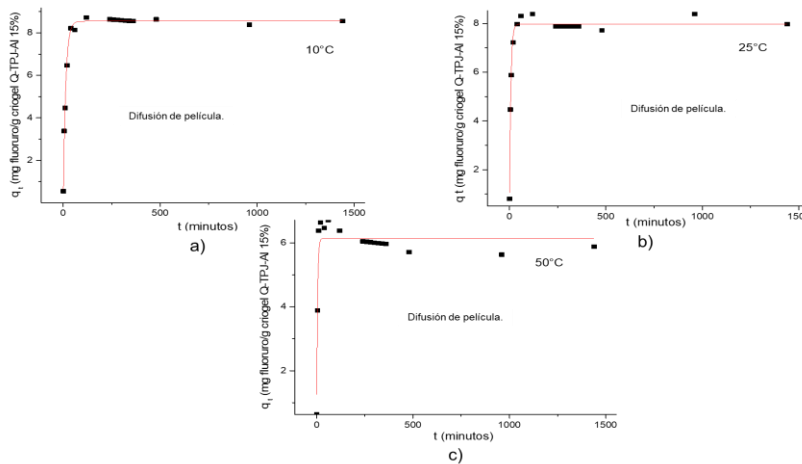 qt (mg fluoruro/g criogel Q-TPJ-Al 15%)
8
6
4
2
10°C
Difusión de película.
0
500
1000
1500
t (minutos)
a)
q t (mg fluoruro/g criogel Q-TPJ-Al 15%)
8
6
4
2
25°C
Difusión de película.
0
500
1000
1500
t (minutos)
b)
qt (mg fluoruro/g criogel Q-TPJ-Al 15%)
6
4
2
50°C
Difusión de película.
0
500
1000
1500
t (minutos)
c)